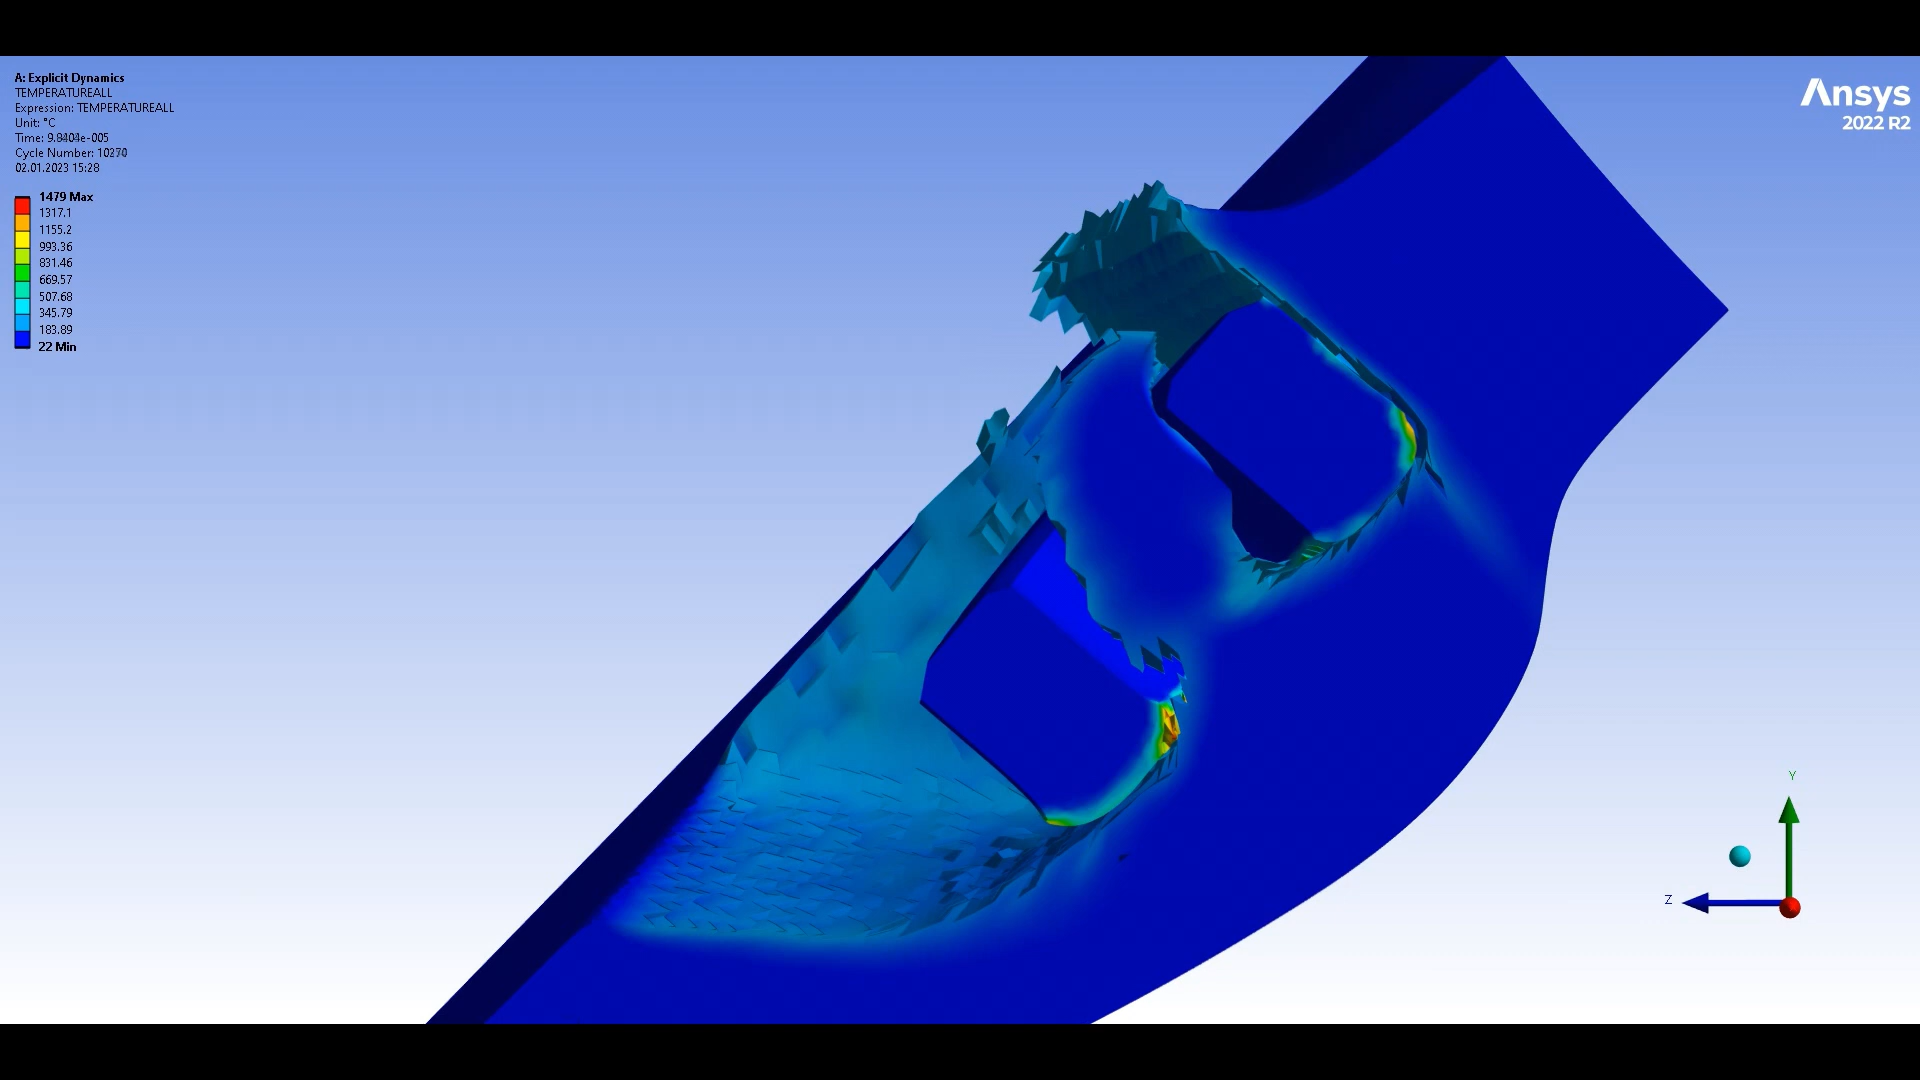 A: Explicit Dynamics
TEMPERATUREALL
Expression: TEMPERATUREALL
Unit: °C
Time: 9.8404e-005
Cycle Number: 10270
02.01.2023 15:28
1479 Max
1317.1
1155.2
993.36
831.46
669.57
507.68
345.79
183.89
22 Min
Ansys
2022 R2
Y
Z